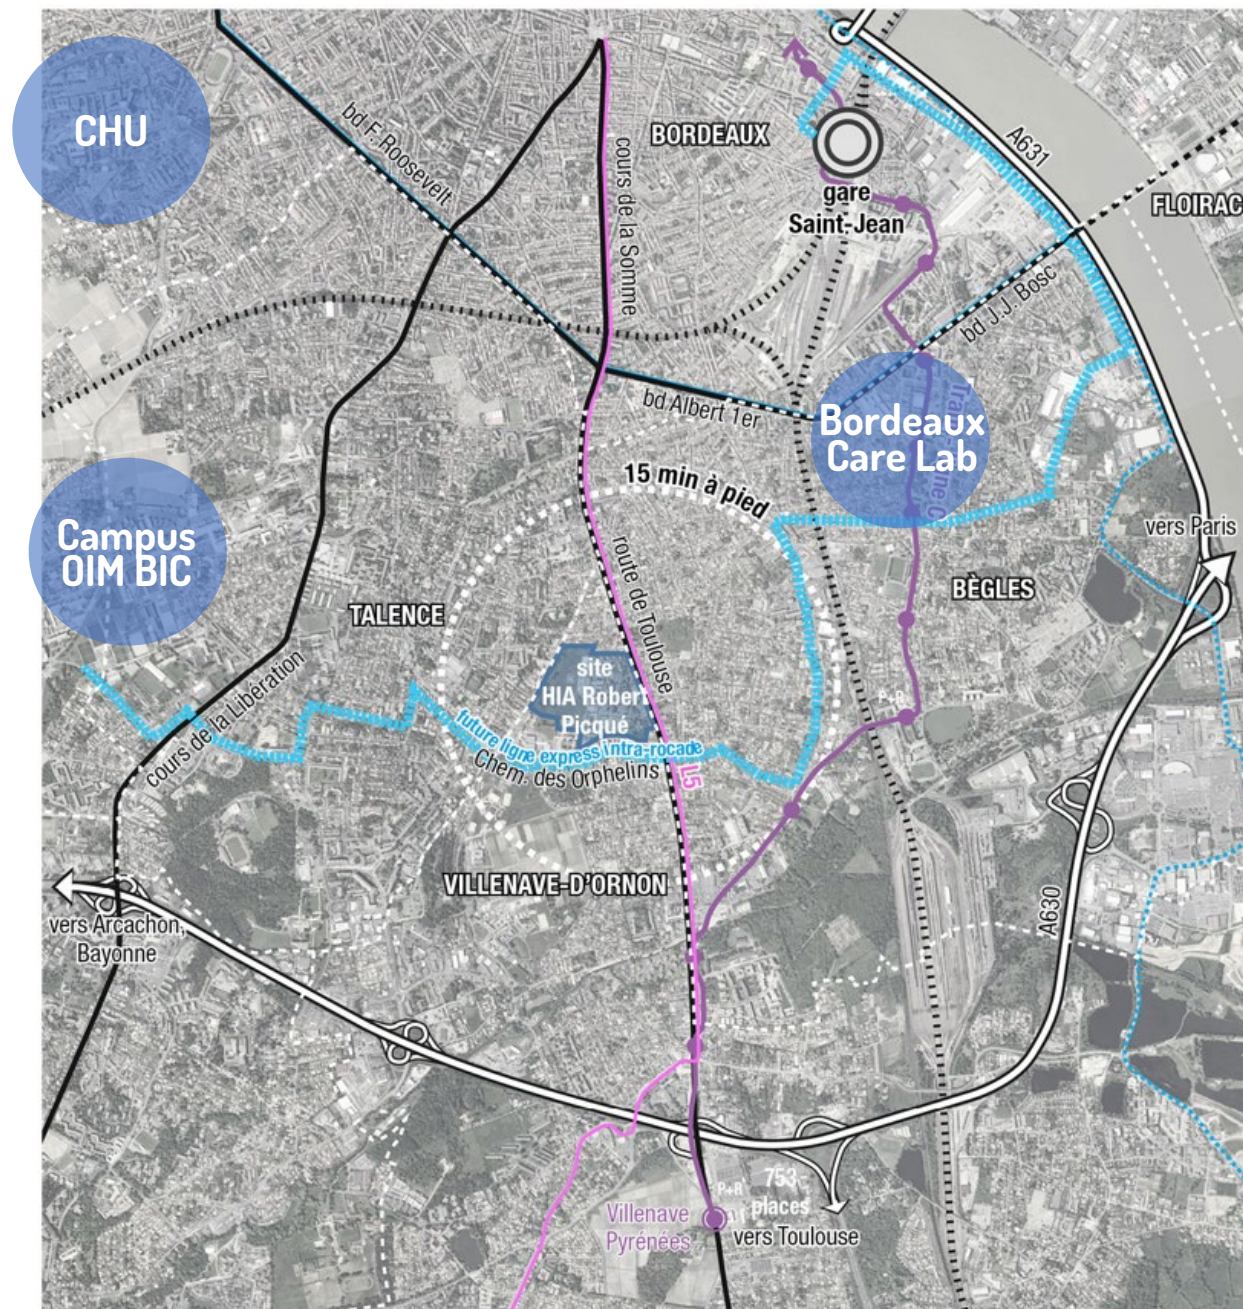 CHU
bd F. Roosevelt
cours de la Somme
BORDEAUX
A631
FLOIRAC
gare
Saint-Jean
bd J.J. Bosc
bd Albert 1er
Bordeaux
Care Lab
15 min à pied
vers Paris
Campus
OIM BIC
route de Toulouse
TALENCE
BÈGLES
site
HIA Robert
Picqué
P+R
cours de la Libération
future ligne express intra-rocade
Chem. des Orphelins
L5
VILLENAVE-D'ORNON
vers Arcachon,
Bayonne
A630
P+R
753
places
Villenave
Pyrénées
vers Toulouse